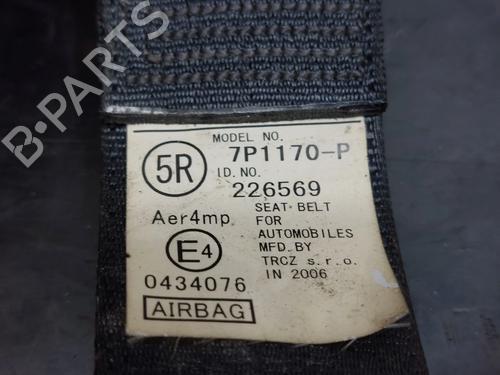 B-PARTS
MODEL NO.
5R
7P1170-P
ID.NO.
226569
Aer4mp
SEAT BELT
FOR
AUTOMOBILES
E4
MFD.BY
TRCZ s.r.o.
0434076
IN 2006
AIRBAG